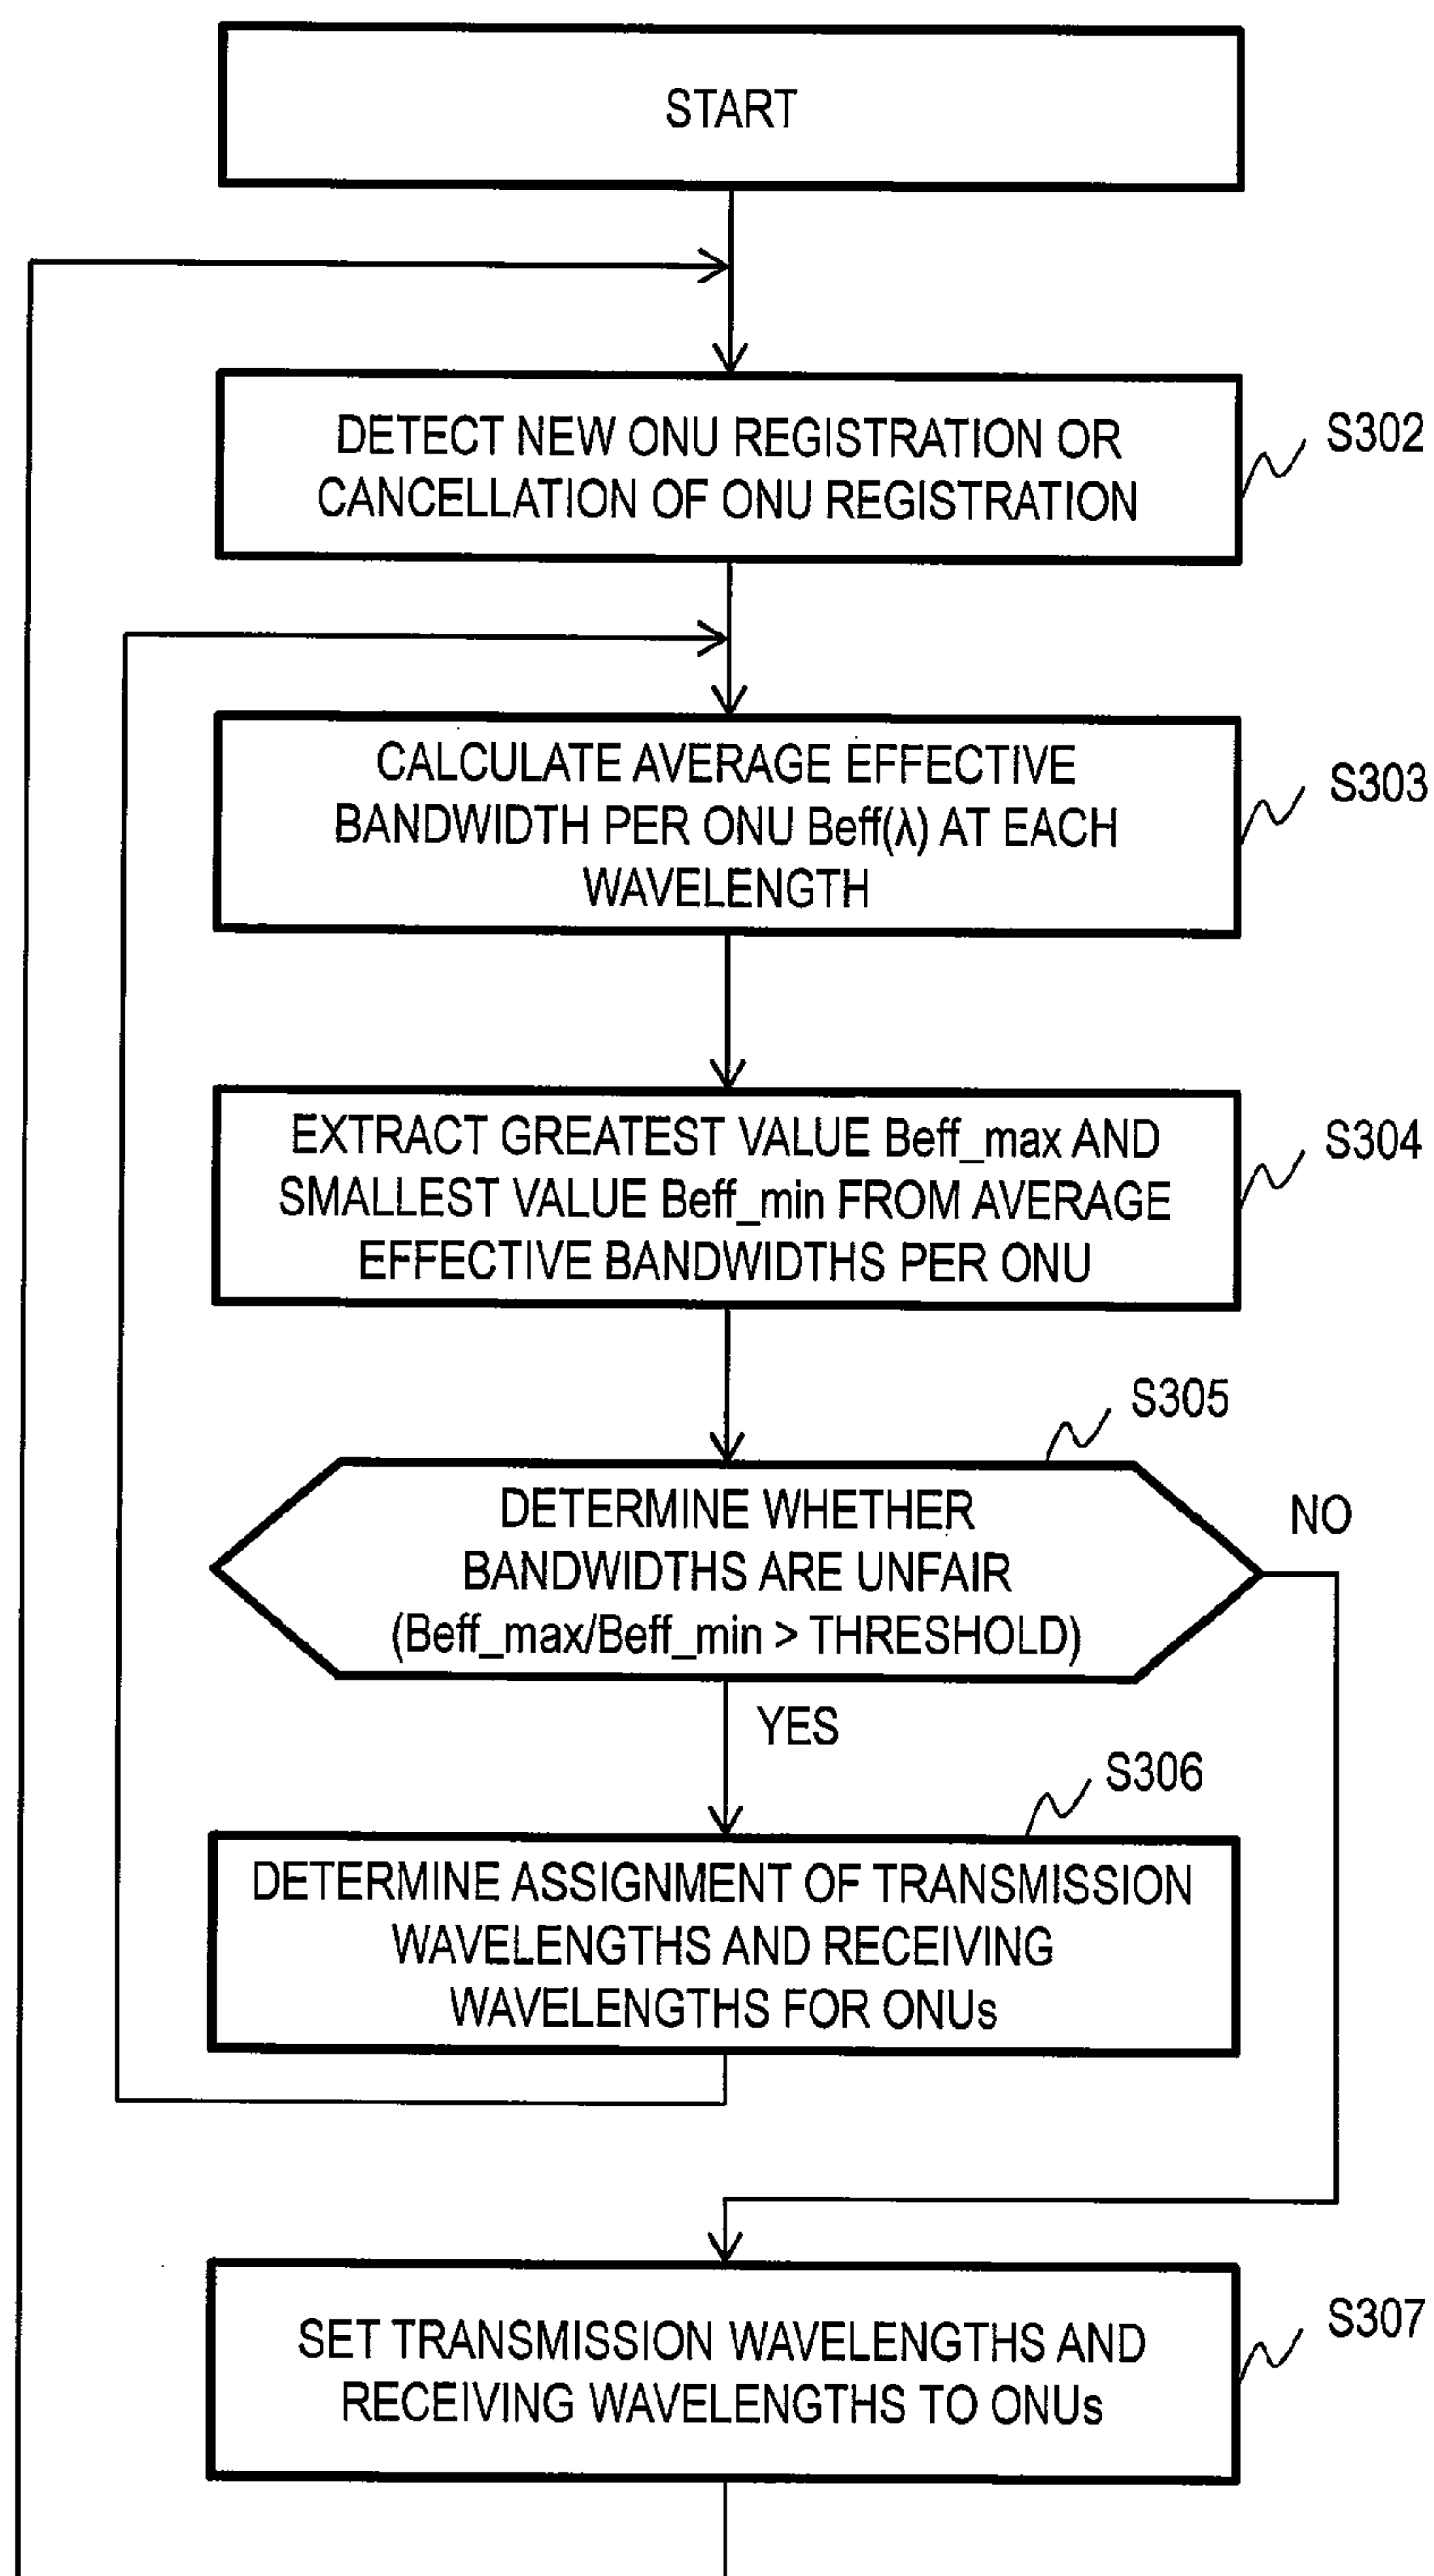 START
DETECT NEW ONU REGISTRATION OR
CANCELLATION OF ONU REGISTRATION
S302
CALCULATE AVERAGE EFFECTIVE
BANDWIDTH PER ONU Beff(λ) AT EACH
WAVELENGTH
S303
EXTRACT GREATEST VALUE Beff_max AND
SMALLEST VALUE Beff_min FROM AVERAGE
EFFECTIVE BANDWIDTHS PER ONU
S304
S305
DETERMINE WHETHER
BANDWIDTHS ARE UNFAIR
(Beff_max/Beff_min > THRESHOLD)
NO
YES
S306
DETERMINE ASSIGNMENT OF TRANSMISSION
WAVELENGTHS AND RECEIVING
WAVELENGTHS FOR ONUs
SET TRANSMISSION WAVELENGTHS AND
RECEIVING WAVELENGTHS TO ONUs
S307